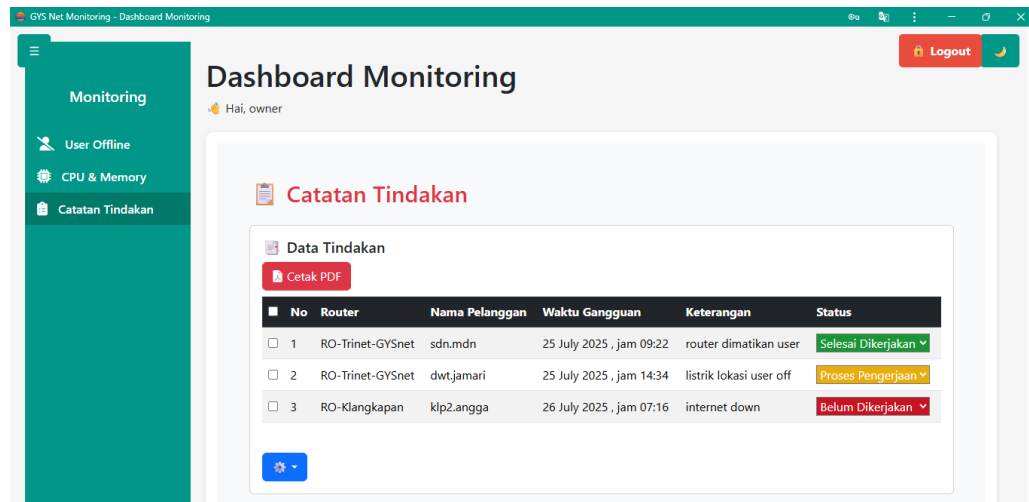 GYS Net Monitoring - Dashboard Monitoring
Logout
Monitoring
User Offline
CPU & Memory
Catatan Tindakan
Dashboard Monitoring
Hai, owner
Catatan Tindakan
Data Tindakan
Cetak PDF
No Router Nama Pelanggan Waktu Gangguan Keterangan Status
1 RO-Trinet-GYSnet sdn.mdn 25 July 2025 , jam 09:22 router dimatikan user Selesai Dikerjakan
2 RO-Trinet-GYSnet dwt.jamari 25 July 2025 , jam 14:34 listrik lokasi user off Proses Pengerjaan
3 RO-Klangkapan klp2.angga 26 July 2025 , jam 07:16 internet down Belum Dikerjakan